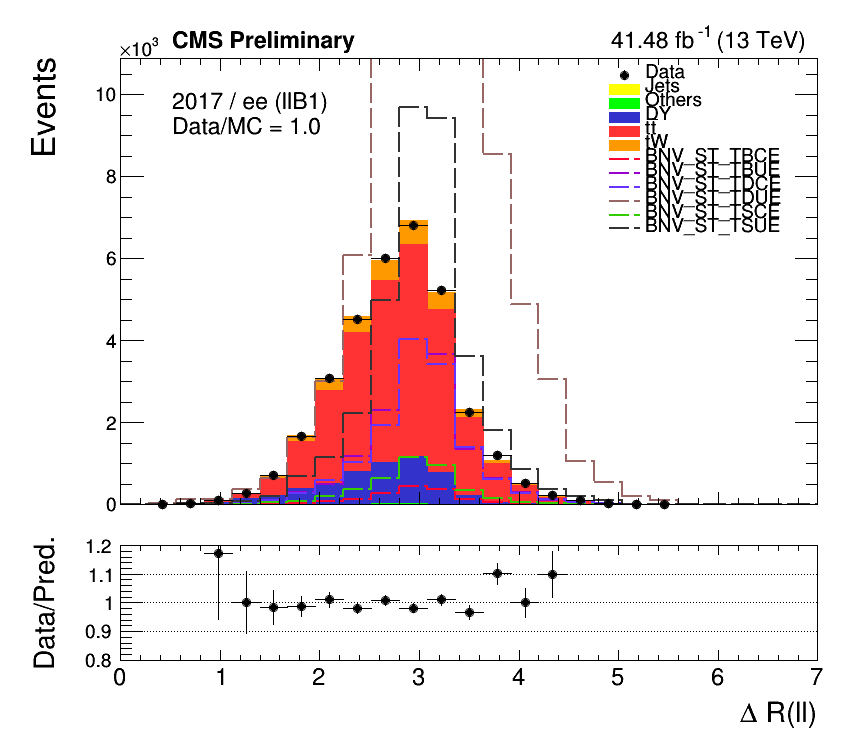 ×10³ CMS Preliminary 41.48 fb⁻¹ (13 TeV)
Events
2017 / ee (llB1)
Data/MC = 1.0
Data
Jets
Others
DY
tt
tW
BNV_ST_TBCE
BNV_ST_TBUE
BNV_ST_TDCE
BNV_ST_TDUE
BNV_ST_TSCE
BNV_ST_TSUE
10
8
6
4
2
0
Data/Pred.
1.2
1.1
1
0.9
0.8
0 1 2 3 4 5 6 7
Δ R(ll)